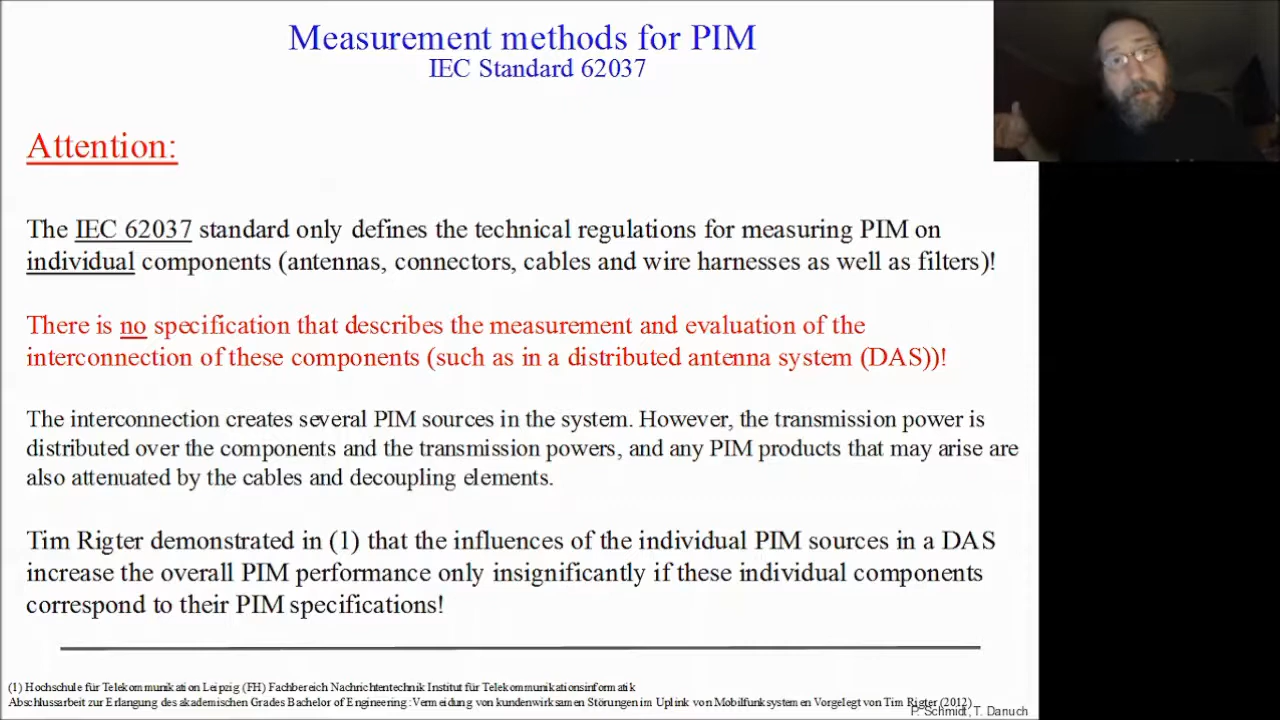 Measurement methods for PIM
IEC Standard 62037
Attention:
The IEC 62037 standard only defines the technical regulations for measuring PIM on
individual components (antennas, connectors, cables and wire harnesses as well as filters)!
There is no specification that describes the measurement and evaluation of the
interconnection of these components (such as in a distributed antenna system (DAS))!
The interconnection creates several PIM sources in the system. However, the transmission power is
distributed over the components and the transmission powers, and any PIM products that may arise are
also attenuated by the cables and decoupling elements.
Tim Rigter demonstrated in (1) that the influences of the individual PIM sources in a DAS
increase the overall PIM performance only insignificantly if these individual components
correspond to their PIM specifications!
(1) Hochschule für Telekommunikation Leipzig (FH) Fachbereich Nachrichtentechnik Institut für Telekommunikationsinformatik
Abschlussarbeit zur Erlangung des akademischen Grades Bachelor of Engineering: Vermeidung von kundenwirksamen Störungen im Uplink von Mobilfunksystemen Vorgelegt von Tim Rigter (2012)
P. Schmidt, T. Danuch